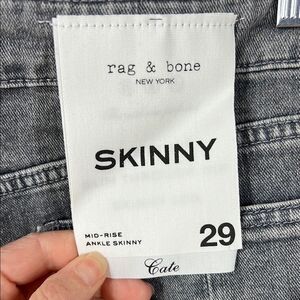 rag & bone
NEW YORK
SKINNY
MID-RISE
ANKLE SKINNY
29
Cate